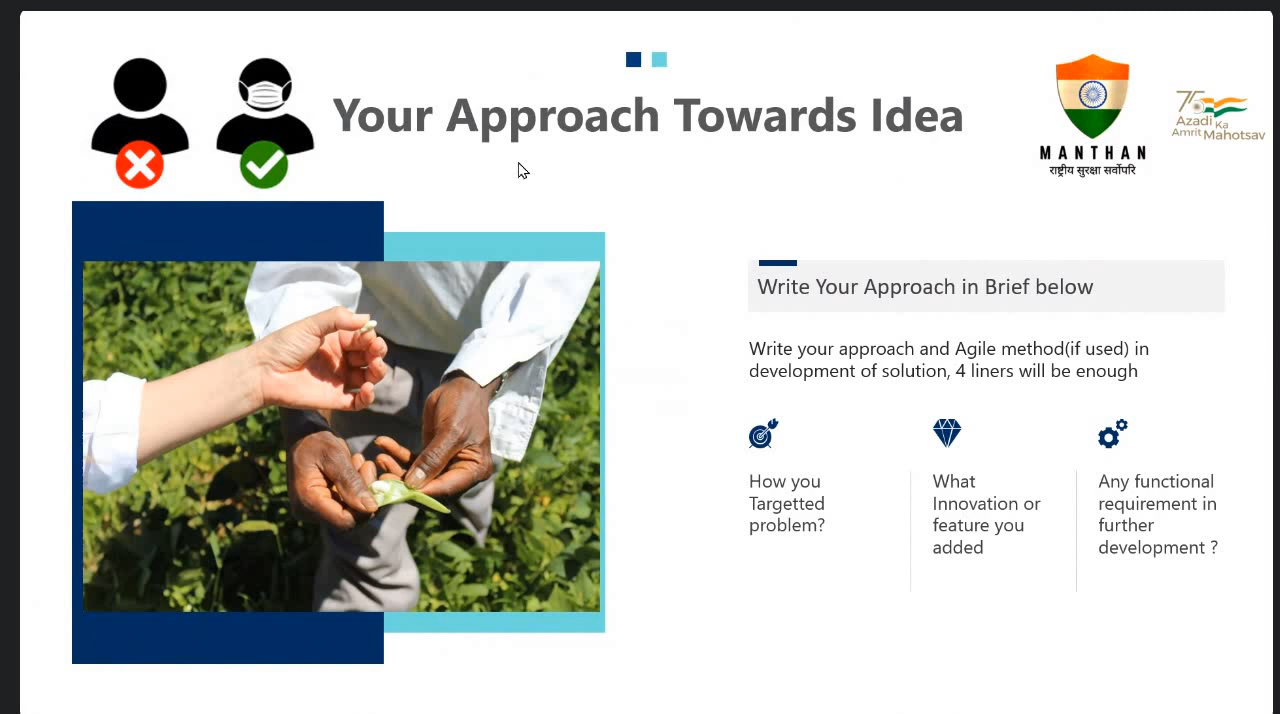 Your Approach Towards Idea
MANTHAN
राष्ट्रीय सुरक्षा सर्वोपरि
75
Azadi
Ka
Amrit Mahotsav
Write Your Approach in Brief below
Write your approach and Agile method(if used) in
development of solution, 4 liners will be enough
How you
Targetted
problem?
What
Innovation or
feature you
added
Any functional
requirement in
further
development ?